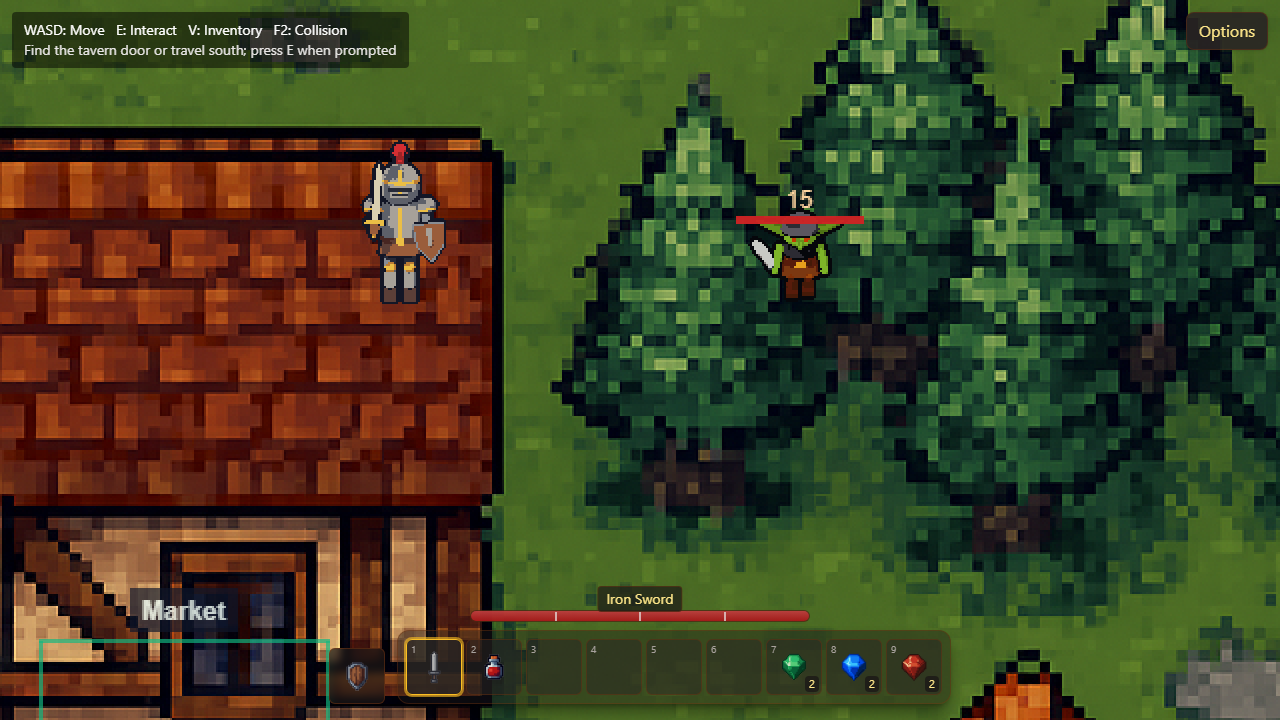 WASD: Move E: Interact V: Inventory F2: Collision
Find the tavern door or travel south; press E when prompted
Options
15
Market
Iron Sword
1 2 3 4 5 6 7 8 9
2 2 2